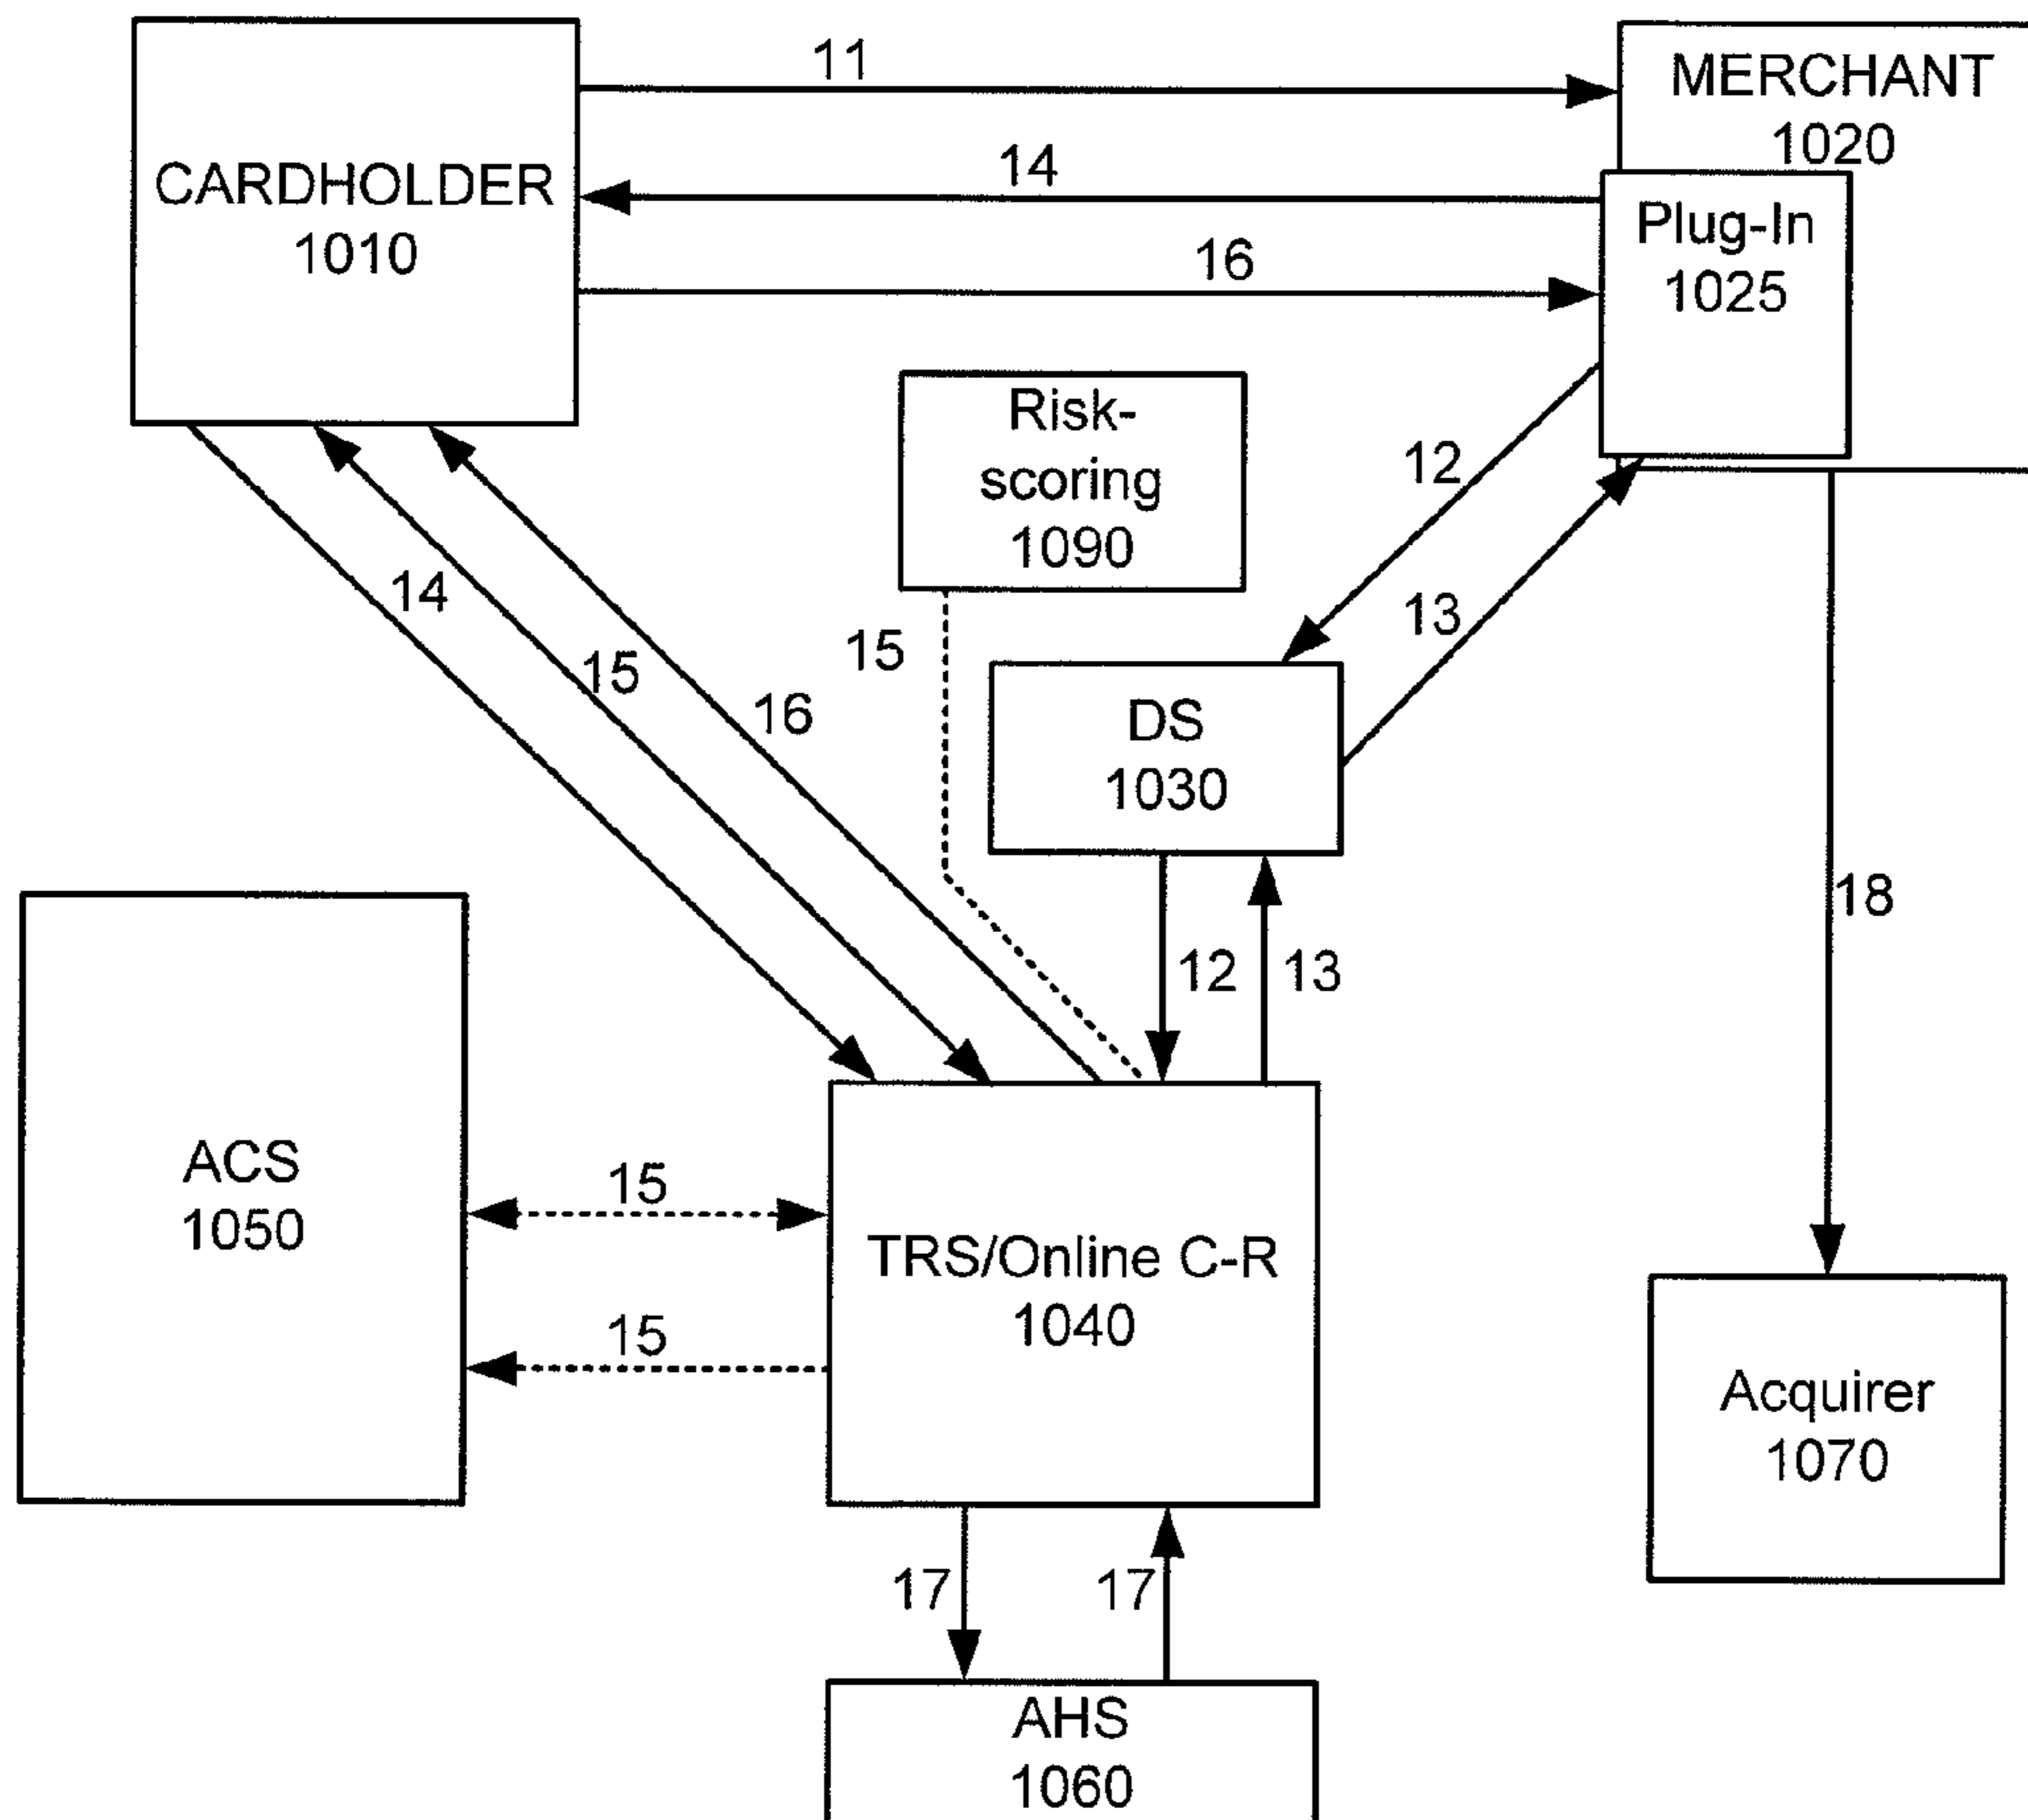 11
MERCHANT
1020
CARDHOLDER
1010
14
Plug-In
1025
16
Risk-
scoring
1090
12
13
14
15
15
16
DS
1030
18
12
13
ACS
1050
15
15
TRS/Online C-R
1040
Acquirer
1070
17
17
AHS
1060